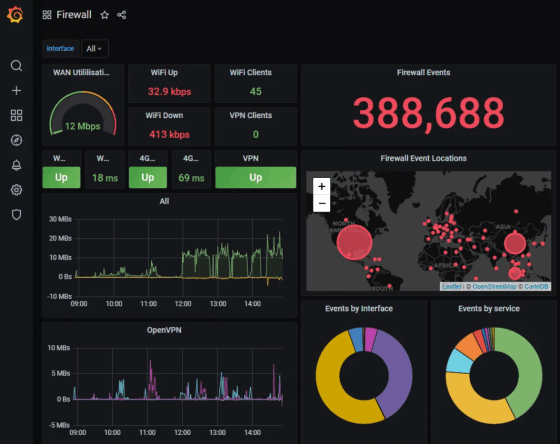 Firewall
Interface All
WAN Utililisati...
12 Mbps
WiFi Up
32.9 kbps
WiFi Clients
45
WiFi Down
413 kbps
VPN Clients
0
Firewall Events
388,688
W...
Up
W...
18 ms
4G...
Up
4G...
69 ms
VPN
Up
Firewall Event Locations
+
−
NORTH AMERICA
ASIA
AFRICA
SOUTH
Leaflet | © OpenStreetMap © CartoDB
All
30 MBs
20 MBs
10 MBs
0 Bs
-10 MBs
09:00 10:00 11:00 12:00 13:00 14:00
OpenVPN
10 MBs
5 MBs
0 Bs
-5 MBs
09:00 10:00 11:00 12:00 13:00 14:00
Events by Interface
Events by service